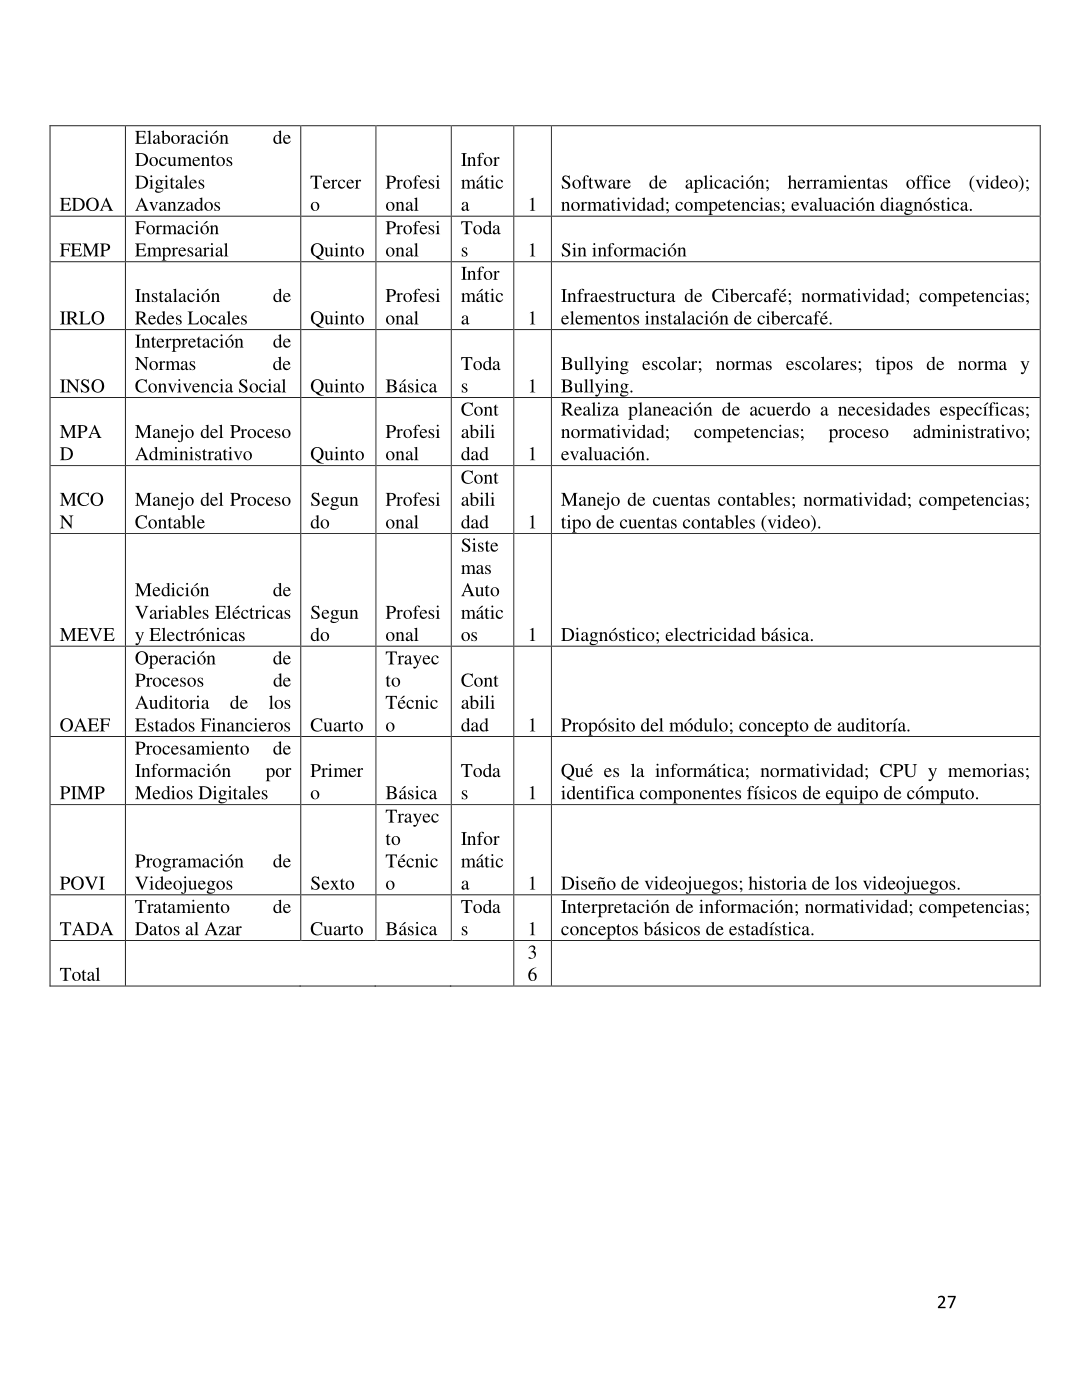 EDOA Elaboración de Documentos Digitales Avanzados Tercero Profesional Informática 1 Software de aplicación; herramientas office (video); normatividad; competencias; evaluación diagnóstica.
FEMP Formación Empresarial Quinto Profesional Todas 1 Sin información
IRLO Instalación de Redes Locales Quinto Profesional Informática 1 Infraestructura de Cibercafé; normatividad; competencias; elementos instalación de cibercafé.
INSO Interpretación de Normas de Convivencia Social Quinto Básica Todas 1 Bullying escolar; normas escolares; tipos de norma y Bullying.
MPAD Manejo del Proceso Administrativo Quinto Profesional Contabilidad 1 Realiza planeación de acuerdo a necesidades específicas; normatividad; competencias; proceso administrativo; evaluación.
MCON Manejo del Proceso Contable Segundo Profesional Contabilidad 1 Manejo de cuentas contables; normatividad; competencias; tipo de cuentas contables (video).
MEVE Medición de Variables Eléctricas y Electrónicas Segundo Profesional Sistemas Automáticos 1 Diagnóstico; electricidad básica.
OAEF Operación de Procesos de Auditoria de los Estados Financieros Cuarto Trayecto Técnico Contabilidad 1 Propósito del módulo; concepto de auditoría.
PIMP Procesamiento de Información por Medios Digitales Primero Básica Todas 1 Qué es la informática; normatividad; CPU y memorias; identifica componentes físicos de equipo de cómputo.
POVI Programación de Videojuegos Sexto Trayecto Técnico Informática 1 Diseño de videojuegos; historia de los videojuegos.
TADA Tratamiento de Datos al Azar Cuarto Básica Todas 1 Interpretación de información; normatividad; competencias; conceptos básicos de estadística.
Total 36
27